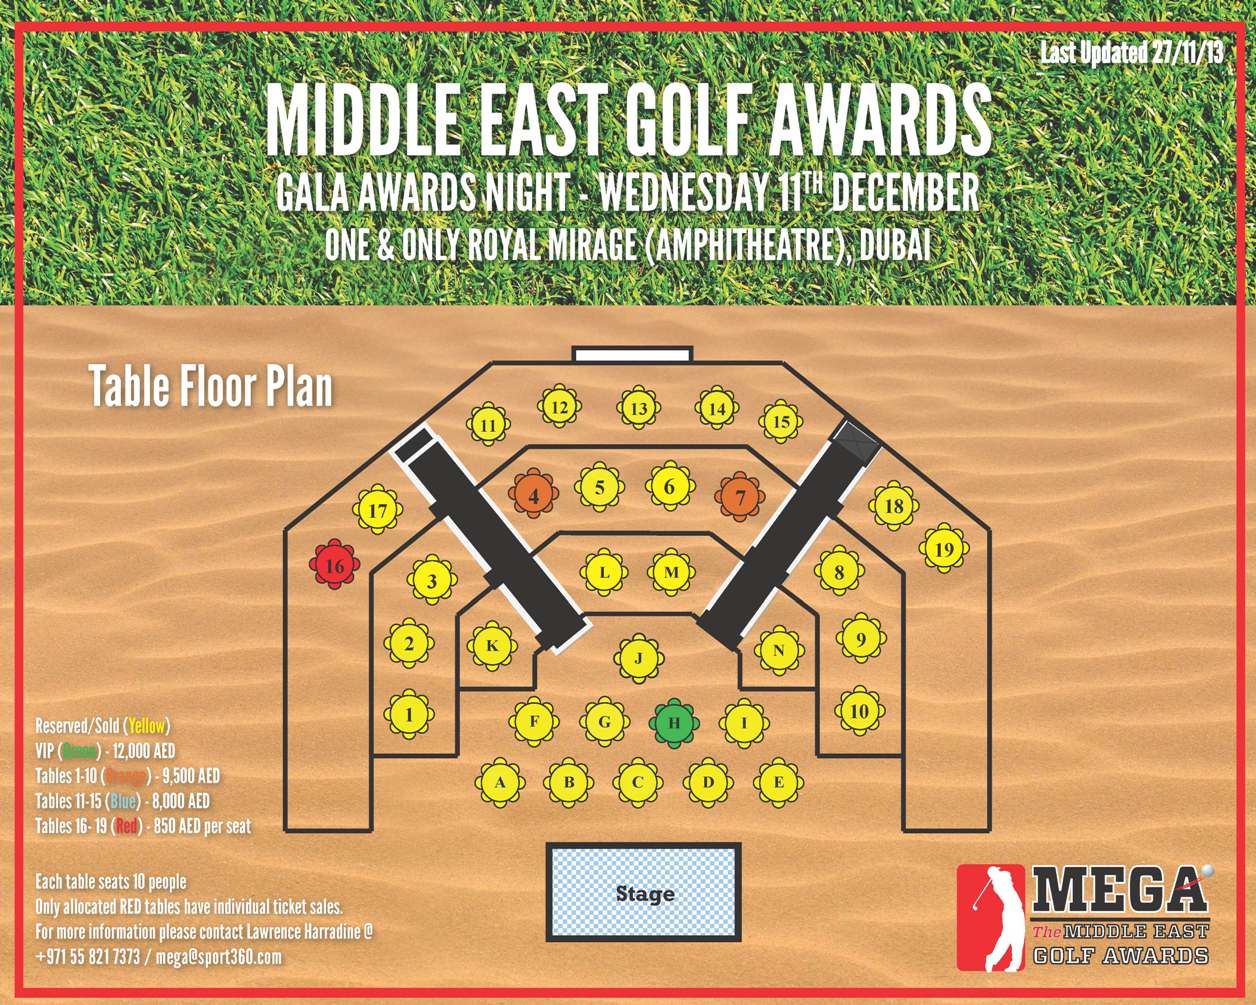 Last Updated 27/11/13
MIDDLE EAST GOLF AWARDS
GALA AWARDS NIGHT - WEDNESDAY 11TH DECEMBER
ONE & ONLY ROYAL MIRAGE (AMPHITHEATRE), DUBAI
Table Floor Plan
11 12 13 14 15
4 5 6 7
17 18
16 19
3 L M 8
2 K J N 9
1 F G H I 10
A B C D E
Stage
Reserved/Sold (Yellow)
VIP (Green) - 12,000 AED
Tables 1-10 (Orange) - 9,500 AED
Tables 11-15 (Blue) - 8,000 AED
Tables 16- 19 (Red) - 850 AED per seat
Each table seats 10 people
Only allocated RED tables have individual ticket sales.
For more information please contact Lawrence Harradine @
+971 55 821 7373 / mega@sport360.com
MEGA
The MIDDLE EAST
GOLF AWARDS